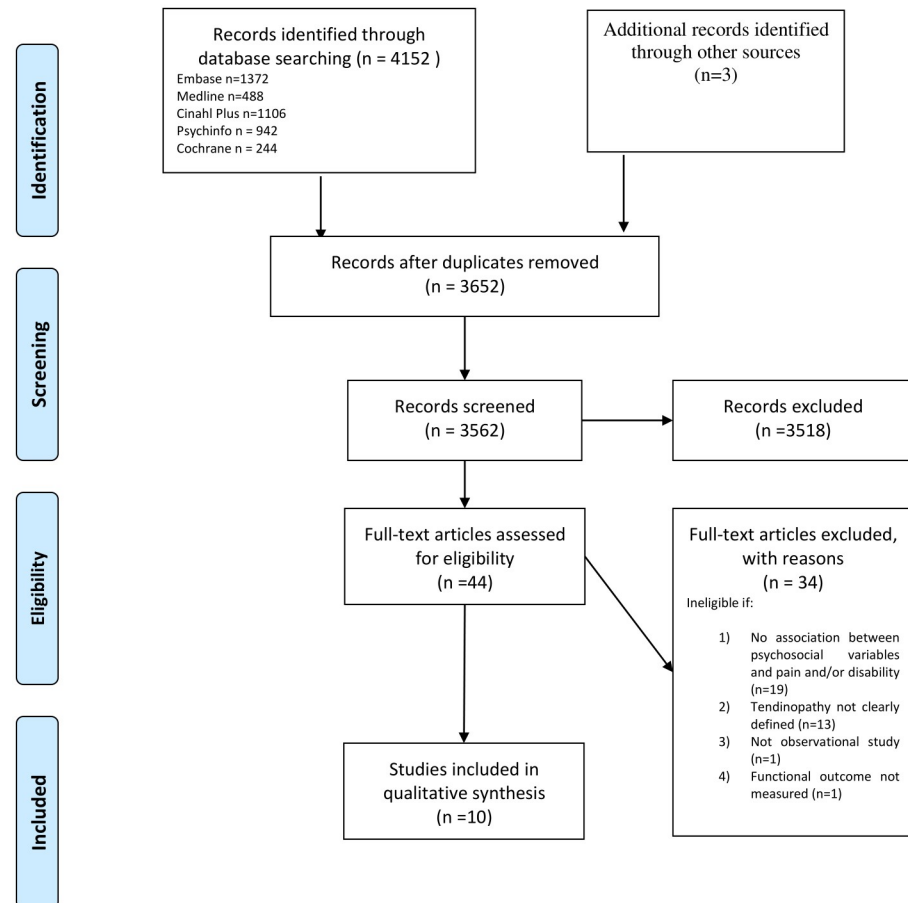 Identification
Records identified through
database searching (n = 4152 )
Embase n=1372
Medline n=488
Cinahl Plus n=1106
Psychinfo n = 942
Cochrane n = 244
Additional records identified
through other sources
(n=3)
Records after duplicates removed
(n = 3652)
Screening
Records screened
(n = 3562)
Records excluded
(n =3518)
Eligibility
Full-text articles assessed
for eligibility
(n =44)
Full-text articles excluded,
with reasons
(n = 34)
Ineligible if:
1) No association between
psychosocial variables
and pain and/or disability
(n=19)
2) Tendinopathy not clearly
defined (n=13)
3) Not observational study
(n=1)
4) Functional outcome not
measured (n=1)
Included
Studies included in
qualitative synthesis
(n =10)